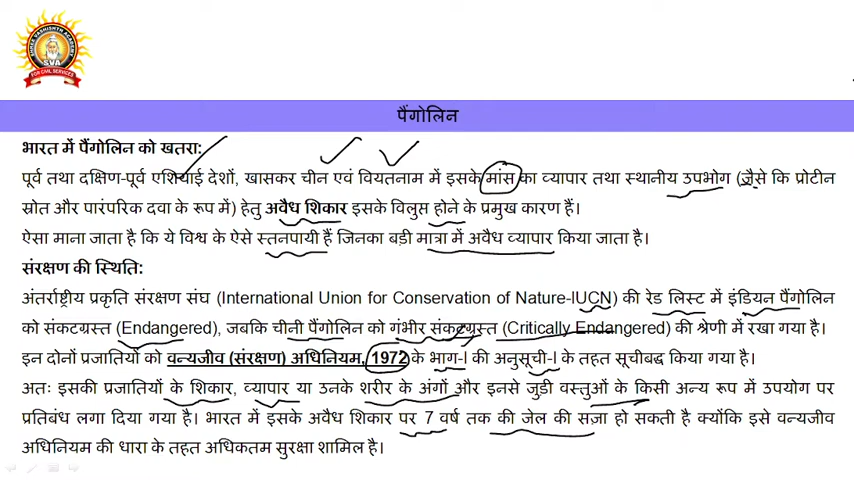 SHREE VASHISHTH ACADEMY
SVA
FOR CIVIL SERVICES
पैंगोलिन
भारत में पैंगोलिन को खतरा:
पूर्व तथा दक्षिण-पूर्व एशियाई देशों, खासकर चीन एवं वियतनाम में इसके मांस का व्यापार तथा स्थानीय उपभोग (जैसे कि प्रोटीन
स्रोत और पारंपरिक दवा के रूप में) हेतु अवैध शिकार इसके विलुप्त होने के प्रमुख कारण हैं।
ऐसा माना जाता है कि ये विश्व के ऐसे स्तनपायी हैं जिनका बड़ी मात्रा में अवैध व्यापार किया जाता है।
संरक्षण की स्थिति:
अंतर्राष्ट्रीय प्रकृति संरक्षण संघ (International Union for Conservation of Nature-IUCN) की रेड लिस्ट में इंडियन पैंगोलिन
को संकटग्रस्त (Endangered), जबकि चीनी पैंगोलिन को गंभीर संकटग्रस्त (Critically Endangered) की श्रेणी में रखा गया है।
इन दोनों प्रजातियों को वन्यजीव (संरक्षण) अधिनियम, 1972 के भाग-I की अनुसूची-I के तहत सूचीबद्ध किया गया है।
अतः इसकी प्रजातियों के शिकार, व्यापार या उनके शरीर के अंगों और इनसे जुड़ी वस्तुओं के किसी अन्य रूप में उपयोग पर
प्रतिबंध लगा दिया गया है। भारत में इसके अवैध शिकार पर 7 वर्ष तक की जेल की सज़ा हो सकती है क्योंकि इसे वन्यजीव
अधिनियम की धारा के तहत अधिकतम सुरक्षा शामिल है।